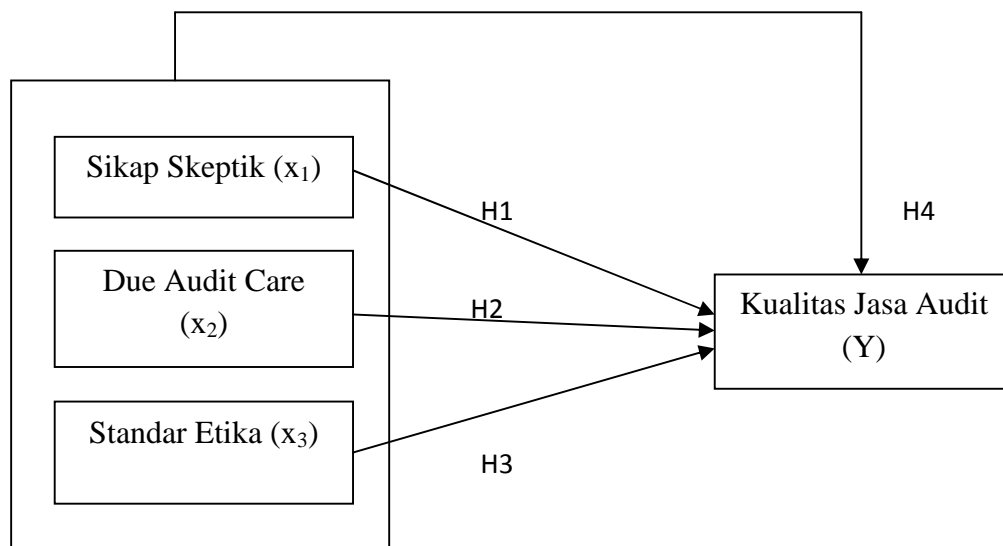 Sikap Skeptik (x₁)
H1
H4
Due Audit Care
(x₂)
H2
Kualitas Jasa Audit
(Y)
Standar Etika (x₃)
H3